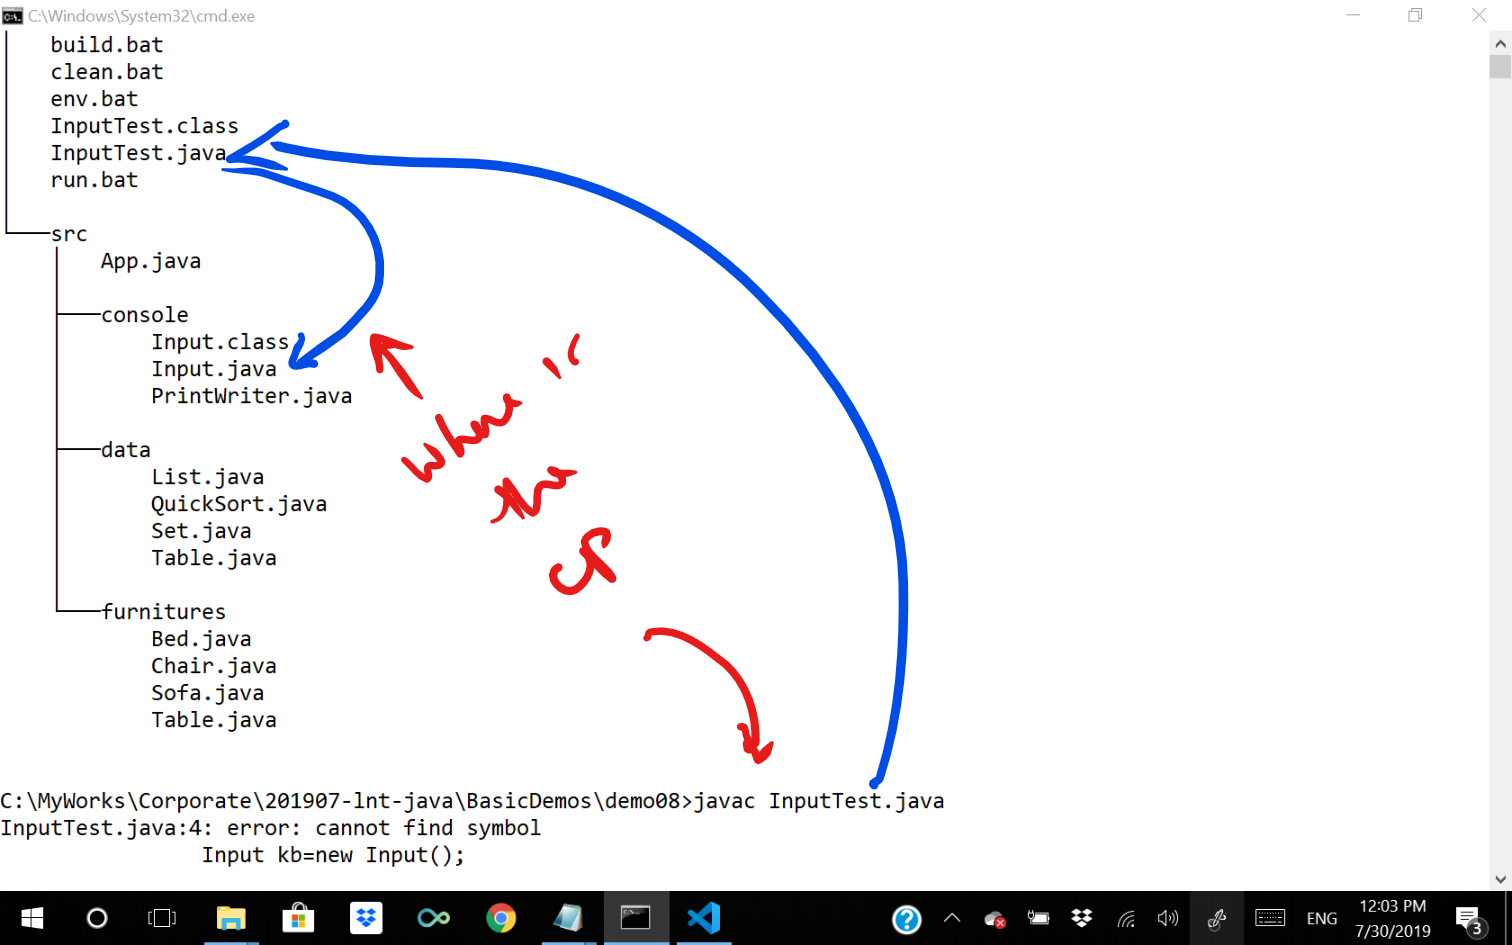 C:\Windows\System32\cmd.exe
build.bat
clean.bat
env.bat
InputTest.class
InputTest.java
run.bat
src
App.java
console
Input.class
Input.java
PrintWriter.java
data
List.java
QuickSort.java
Set.java
Table.java
furnitures
Bed.java
Chair.java
Sofa.java
Table.java
C:\MyWorks\Corporate\201907-lnt-java\BasicDemos\demo08>javac InputTest.java
InputTest.java:4: error: cannot find symbol
Input kb=new Input();
ENG
12:03 PM
7/30/2019
3